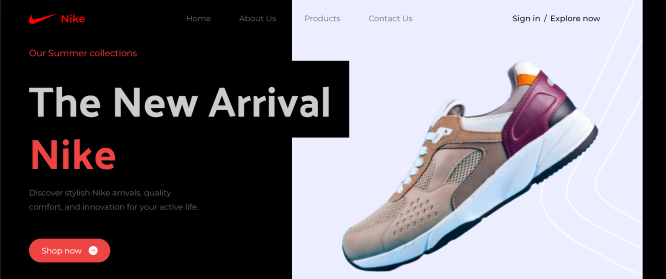 Nike
Home About Us Products Contact Us
Sign in / Explore now
Our Summer collections
The New Arrival
Nike
Discover stylish Nike arrivals, quality
comfort, and innovation for your active life.
Shop now